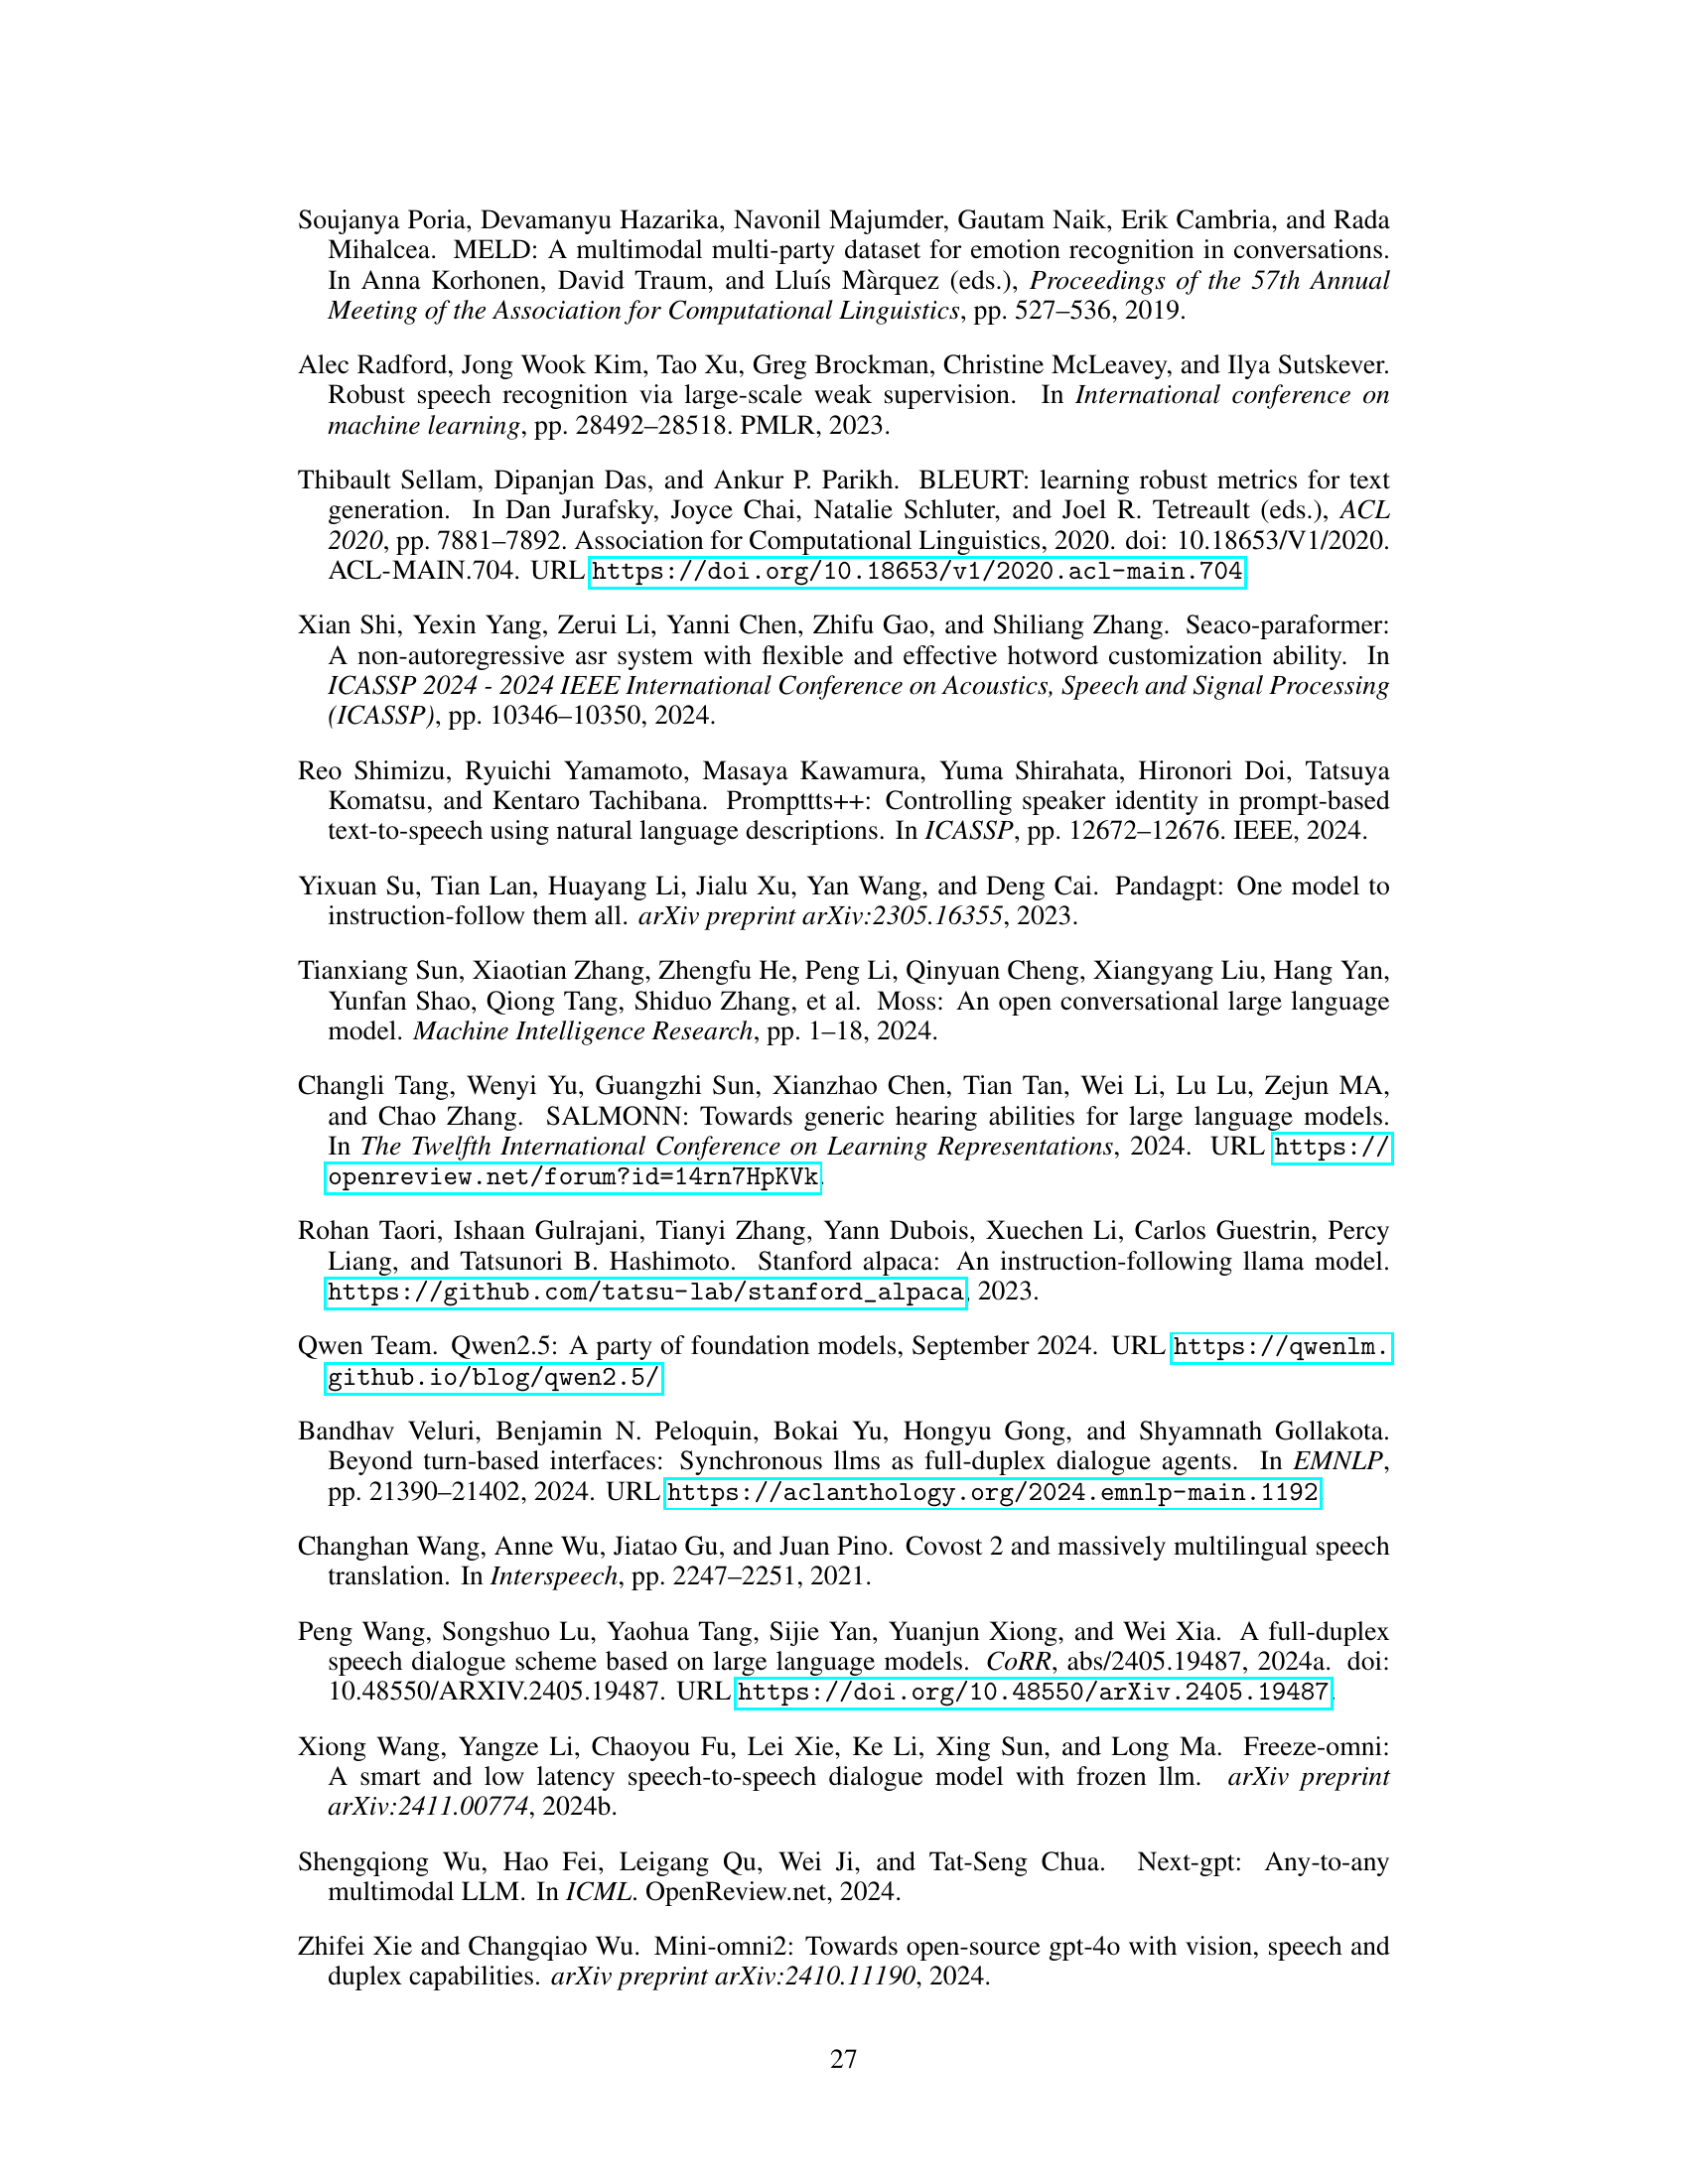 Soujanya Poria, Devamanyu Hazarika, Navonil Majumder, Gautam Naik, Erik Cambria, and Rada
Mihalcea. MELD: A multimodal multi-party dataset for emotion recognition in conversations.
In Anna Korhonen, David Traum, and Lluís Màrquez (eds.), Proceedings of the 57th Annual
Meeting of the Association for Computational Linguistics, pp. 527–536, 2019.
Alec Radford, Jong Wook Kim, Tao Xu, Greg Brockman, Christine McLeavey, and Ilya Sutskever.
Robust speech recognition via large-scale weak supervision. In International conference on
machine learning, pp. 28492–28518. PMLR, 2023.
Thibault Sellam, Dipanjan Das, and Ankur P. Parikh. BLEURT: learning robust metrics for text
generation. In Dan Jurafsky, Joyce Chai, Natalie Schluter, and Joel R. Tetreault (eds.), ACL
2020, pp. 7881–7892. Association for Computational Linguistics, 2020. doi: 10.18653/V1/2020.
ACL-MAIN.704. URL https://doi.org/10.18653/v1/2020.acl-main.704.
Xian Shi, Yexin Yang, Zerui Li, Yanni Chen, Zhifu Gao, and Shiliang Zhang. Seaco-paraformer:
A non-autoregressive asr system with flexible and effective hotword customization ability. In
ICASSP 2024 - 2024 IEEE International Conference on Acoustics, Speech and Signal Processing
(ICASSP), pp. 10346–10350, 2024.
Reo Shimizu, Ryuichi Yamamoto, Masaya Kawamura, Yuma Shirahata, Hironori Doi, Tatsuya
Komatsu, and Kentaro Tachibana. Prompttts++: Controlling speaker identity in prompt-based
text-to-speech using natural language descriptions. In ICASSP, pp. 12672–12676. IEEE, 2024.
Yixuan Su, Tian Lan, Huayang Li, Jialu Xu, Yan Wang, and Deng Cai. Pandagpt: One model to
instruction-follow them all. arXiv preprint arXiv:2305.16355, 2023.
Tianxiang Sun, Xiaotian Zhang, Zhengfu He, Peng Li, Qinyuan Cheng, Xiangyang Liu, Hang Yan,
Yunfan Shao, Qiong Tang, Shiduo Zhang, et al. Moss: An open conversational large language
model. Machine Intelligence Research, pp. 1–18, 2024.
Changli Tang, Wenyi Yu, Guangzhi Sun, Xianzhao Chen, Tian Tan, Wei Li, Lu Lu, Zejun MA,
and Chao Zhang. SALMONN: Towards generic hearing abilities for large language models.
In The Twelfth International Conference on Learning Representations, 2024. URL https://
openreview.net/forum?id=14rn7HpKVk.
Rohan Taori, Ishaan Gulrajani, Tianyi Zhang, Yann Dubois, Xuechen Li, Carlos Guestrin, Percy
Liang, and Tatsunori B. Hashimoto. Stanford alpaca: An instruction-following llama model.
https://github.com/tatsu-lab/stanford_alpaca, 2023.
Qwen Team. Qwen2.5: A party of foundation models, September 2024. URL https://qwenlm.
github.io/blog/qwen2.5/.
Bandhav Veluri, Benjamin N. Peloquin, Bokai Yu, Hongyu Gong, and Shyamnath Gollakota.
Beyond turn-based interfaces: Synchronous llms as full-duplex dialogue agents. In EMNLP,
pp. 21390–21402, 2024. URL https://aclanthology.org/2024.emnlp-main.1192.
Changhan Wang, Anne Wu, Jiatao Gu, and Juan Pino. Covost 2 and massively multilingual speech
translation. In Interspeech, pp. 2247–2251, 2021.
Peng Wang, Songshuo Lu, Yaohua Tang, Sijie Yan, Yuanjun Xiong, and Wei Xia. A full-duplex
speech dialogue scheme based on large language models. CoRR, abs/2405.19487, 2024a. doi:
10.48550/ARXIV.2405.19487. URL https://doi.org/10.48550/arXiv.2405.19487.
Xiong Wang, Yangze Li, Chaoyou Fu, Lei Xie, Ke Li, Xing Sun, and Long Ma. Freeze-omni:
A smart and low latency speech-to-speech dialogue model with frozen llm. arXiv preprint
arXiv:2411.00774, 2024b.
Shengqiong Wu, Hao Fei, Leigang Qu, Wei Ji, and Tat-Seng Chua. Next-gpt: Any-to-any
multimodal LLM. In ICML. OpenReview.net, 2024.
Zhifei Xie and Changqiao Wu. Mini-omni2: Towards open-source gpt-4o with vision, speech and
duplex capabilities. arXiv preprint arXiv:2410.11190, 2024.
27